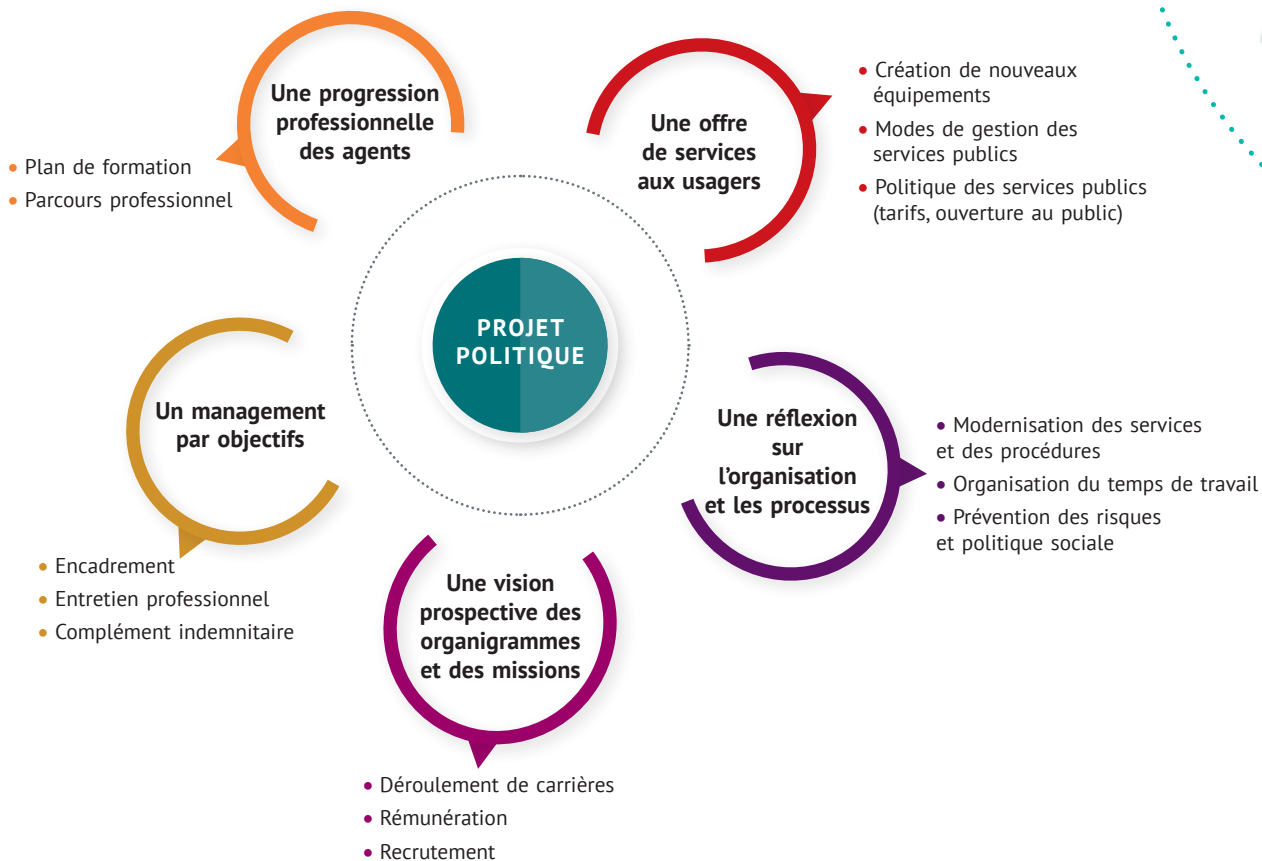 Une progression
professionnelle
des agents
• Plan de formation
• Parcours professionnel
Une offre
de services
aux usagers
• Création de nouveaux
équipements
• Modes de gestion des
services publics
• Politique des services publics
(tarifs, ouverture au public)
PROJET
POLITIQUE
Un management
par objectifs
• Encadrement
• Entretien professionnel
• Complément indemnitaire
Une réflexion
sur
l’organisation
et les processus
• Modernisation des services
et des procédures
• Organisation du temps de travail
• Prévention des risques
et politique sociale
Une vision
prospective des
organigrammes
et des missions
• Déroulement de carrières
• Rémunération
• Recrutement